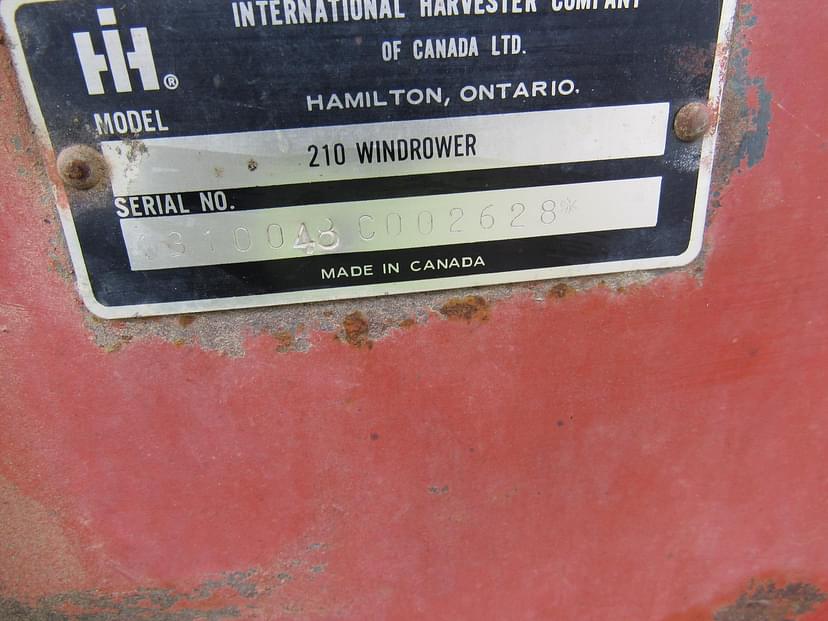 INTERNATIONAL HARVESTER COMPANY
OF CANADA LTD.
IH®
HAMILTON, ONTARIO.
MODEL
210 WINDROWER
SERIAL NO.
C002628*
MADE IN CANADA